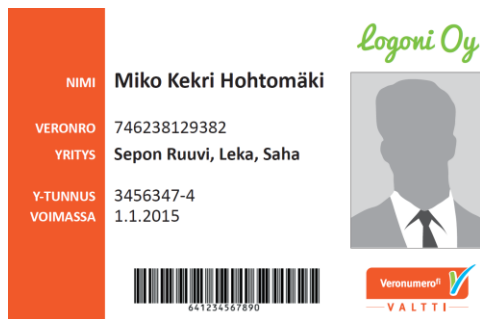 Logoni Oy
NIMI Miko Kekri Hohtomäki
VERONRO 746238129382
YRITYS Sepon Ruuvi, Leka, Saha
Y-TUNNUS 3456347-4
VOIMASSA 1.1.2015
641234567890
Veronumero.fi
VALTTI